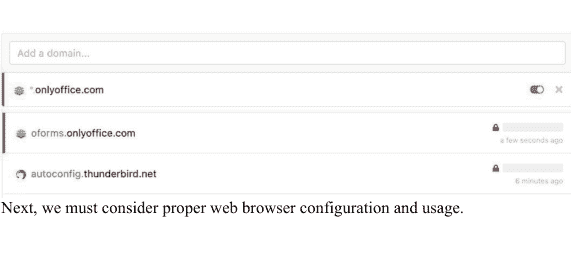 Add a domain...
*.onlyoffice.com
oforms.onlyoffice.com
a few seconds ago
autoconfig.thunderbird.net
6 minutes ago
Next, we must consider proper web browser configuration and usage.